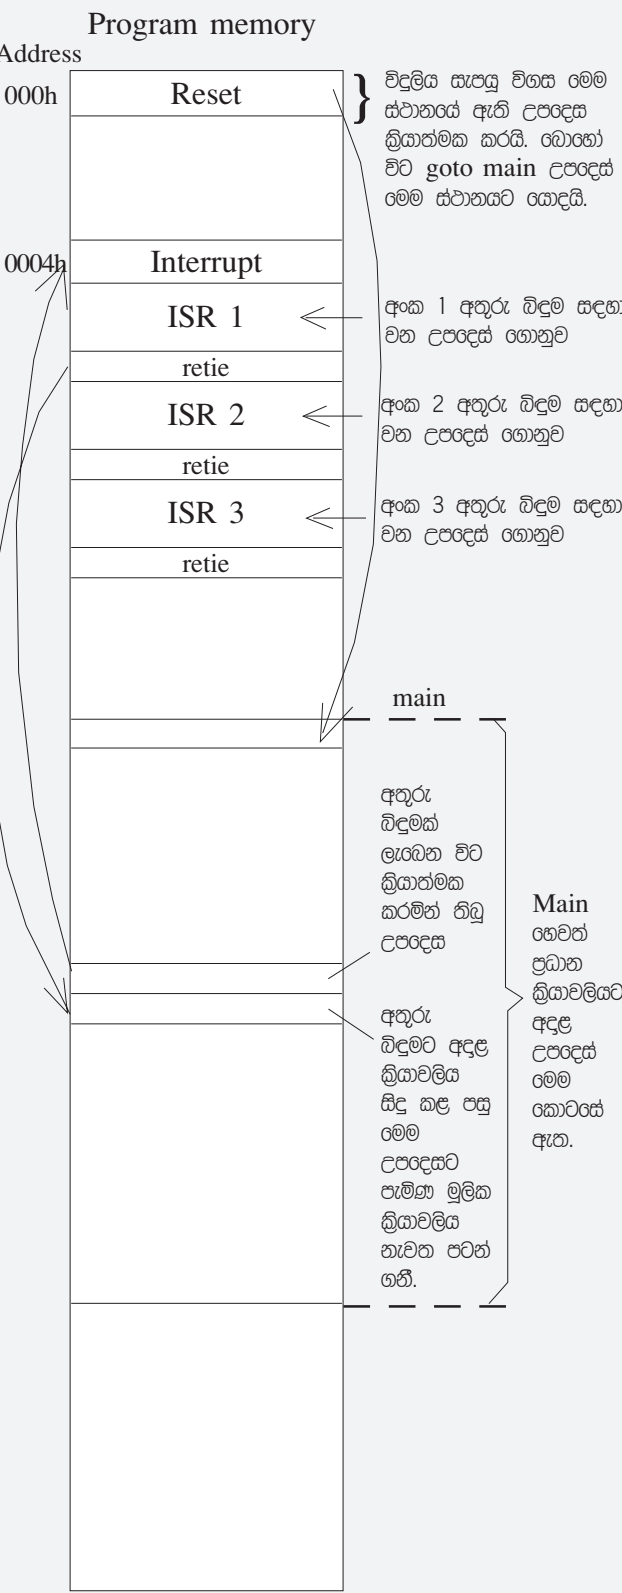 Program memory
Address
000h
Reset
විදුලිය සැපයූ විගස මෙම
ස්ථානයේ ඇති උපදෙස
ක්‍රියාත්මක කරයි. බොහෝ
විට goto main උපදෙස්
මෙම ස්ථානයට යොදයි.
0004h
Interrupt
ISR 1
අංක 1 අතුරු බිඳුම සඳහා
වන උපදෙස් ගොනුව
retie
ISR 2
අංක 2 අතුරු බිඳුම සඳහා
වන උපදෙස් ගොනුව
retie
ISR 3
අංක 3 අතුරු බිඳුම සඳහා
වන උපදෙස් ගොනුව
retie
main
අතුරු
බිඳුමක්
ලැබෙන විට
ක්‍රියාත්මක
කරමින් තිබූ
උපදෙස
අතුරු
බිඳුමට අදාළ
ක්‍රියාවලිය
සිදු කළ පසු
මෙම
උපදෙසට
පැමිණ මූලික
ක්‍රියාවලිය
නැවත පටන්
ගනී.
Main
හෙවත්
ප්‍රධාන
ක්‍රියාවලියට
අදාළ
උපදෙස්
මෙම
කොටසේ
ඇත.